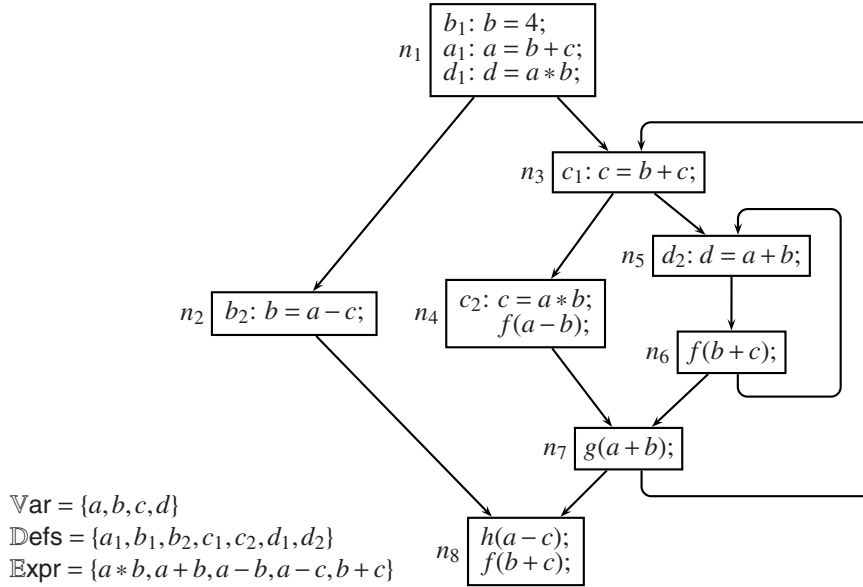 n₁
b₁: b = 4;
a₁: a = b + c;
d₁: d = a ∗ b;
n₃ c₁: c = b + c;
n₅ d₂: d = a + b;
n₂ b₂: b = a − c;
n₄
c₂: c = a ∗ b;
f(a − b);
n₆ f(b + c);
n₇ g(a + b);
𝕍ar = {a, b, c, d}
𝔻efs = {a₁, b₁, b₂, c₁, c₂, d₁, d₂}
𝔼xpr = {a ∗ b, a + b, a − b, a − c, b + c}
n₈
h(a − c);
f(b + c);